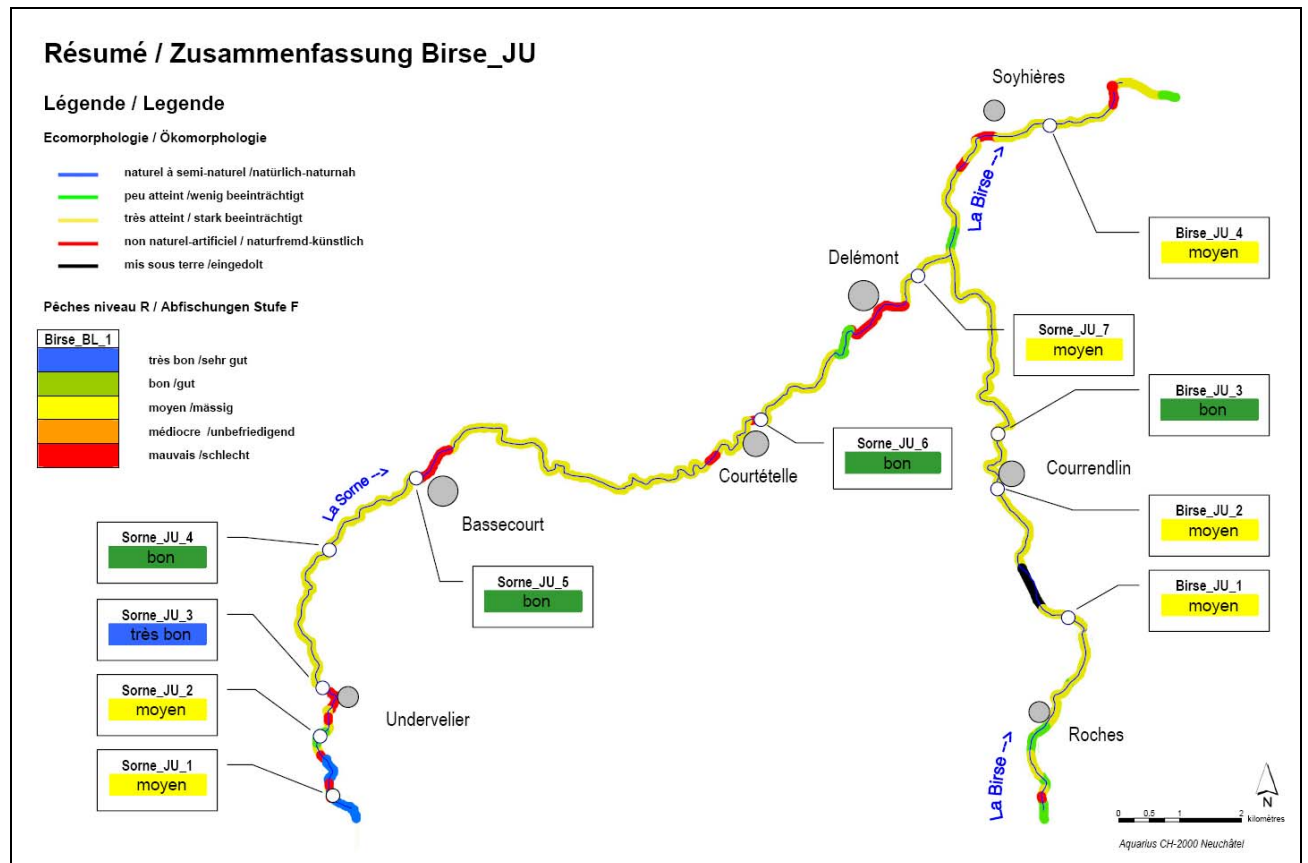 Résumé / Zusammenfassung Birse_JU
Légende / Legende
Ecomorphologie / Ökomorphologie
naturel à semi-naturel /natürlich-naturnah
peu atteint /wenig beeinträchtigt
très atteint / stark beeinträchtigt
non naturel-artificiel / naturfremd-künstlich
mis sous terre /eingedolt
Pêches niveau R / Abfischungen Stufe F
Birse_BL_1
très bon /sehr gut
bon /gut
moyen /mässig
médiocre /unbefriedigend
mauvais /schlecht
Soyhières
La Birse -->
Birse_JU_4
moyen
Delémont
Sorne_JU_7
moyen
Birse_JU_3
bon
Sorne_JU_6
bon
Courtételle
Courrendlin
La Sorne -->
Bassecourt
Birse_JU_2
moyen
Sorne_JU_4
bon
Sorne_JU_5
bon
Birse_JU_1
moyen
Sorne_JU_3
très bon
Sorne_JU_2
moyen
Undervelier
Roches
La Birse -->
Sorne_JU_1
moyen
N
0 0,5 1 2
kilomètres
Aquarius CH-2000 Neuchâtel